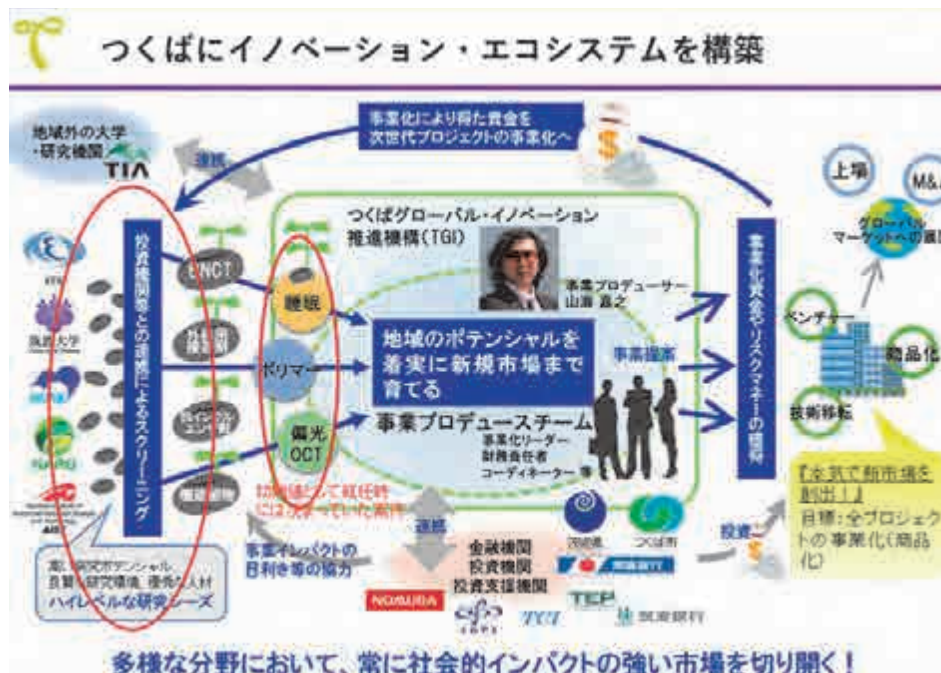 つくばにイノベーション・エコシステムを構築
事業化により得た資金を
次世代プロジェクトの事業化へ
地域外の大学
・研究機関
TIA
連携
上場
M&
グローバル
つくばグローバル・イノベーション
推進機構(TGI)
投資機関等との連携によるスクリーニング
BNCT
睡眠
ポリマー
偏光
OCT
事業プロデューサー
地域のポテンシャルを
着実に新規市場まで
育てる
事業提案
事業プロデュースチーム
事業化リーダー
財務責任者
コーディネーター 等
ベンチャー
商品化
技術移転
筑波大学
には決まっていた案件
事業インパクトの
目利き等の協力
連携
金融機関
投資機関
投資支援機関
茨城県
つくば市
投資
『本気で新市場を
創出!』
目標:全プロジェク
トの事業化(商品
化)
ハイレベルな研究シーズ
NOMURA
TCI
TEP
筑波銀行
多様な分野において、常に社会的インパクトの強い市場を切り開く!